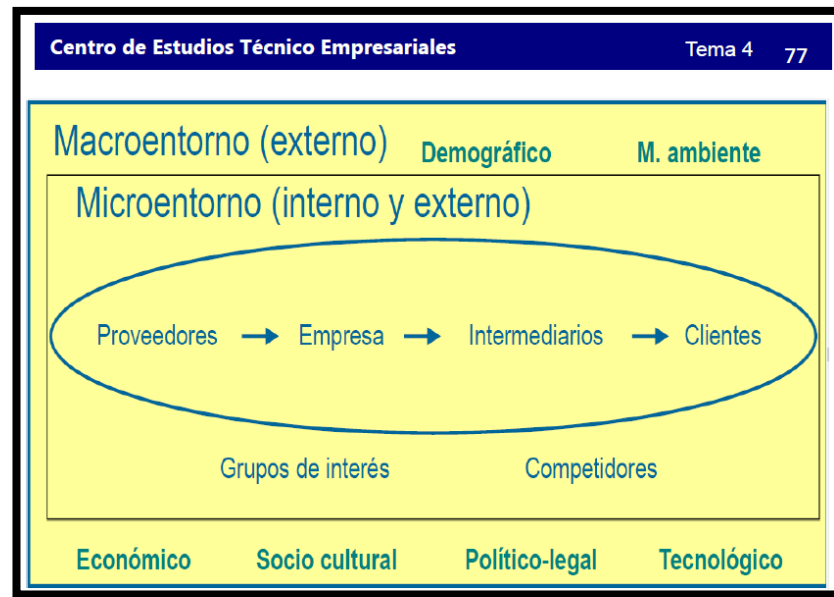 Centro de Estudios Técnico Empresariales Tema 4 77
Macroentorno (externo) Demográfico M. ambiente
Microentorno (interno y externo)
Proveedores → Empresa → Intermediarios → Clientes
Grupos de interés Competidores
Económico Socio cultural Político-legal Tecnológico